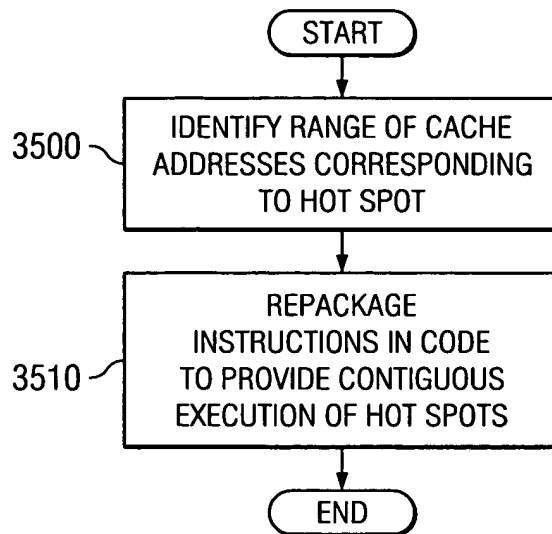 START
3500
IDENTIFY RANGE OF CACHE
ADDRESSES CORRESPONDING
TO HOT SPOT
3510
REPACKAGE
INSTRUCTIONS IN CODE
TO PROVIDE CONTIGUOUS
EXECUTION OF HOT SPOTS
END